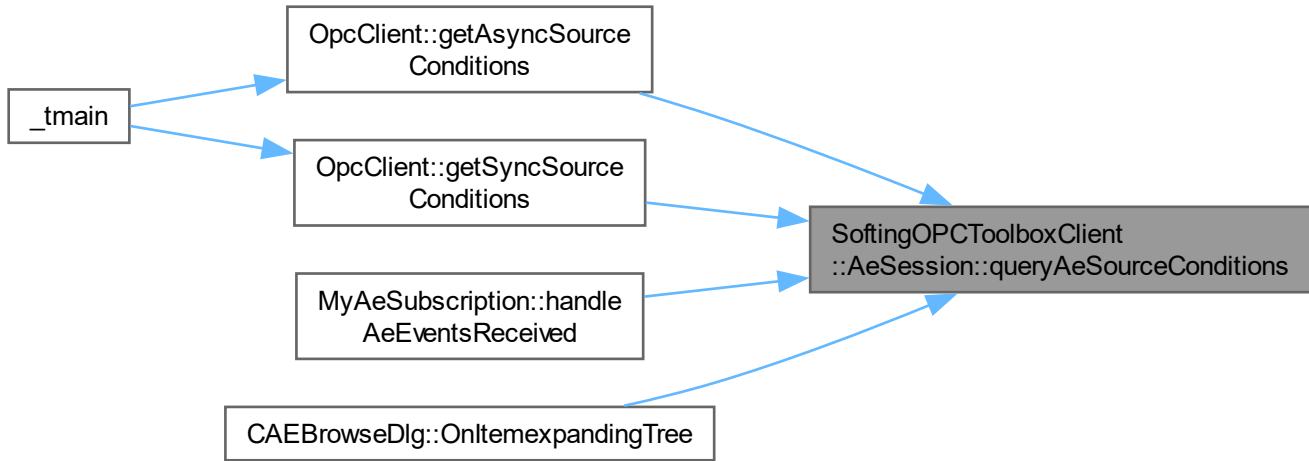 OpcClient::getAsyncSource
Conditions
_tmain
OpcClient::getSyncSource
Conditions
SoftingOPCToolboxClient
::AeSession::queryAeSourceConditions
MyAeSubscription::handle
AeEventsReceived
CAEBrowseDlg::OnItemexpandingTree